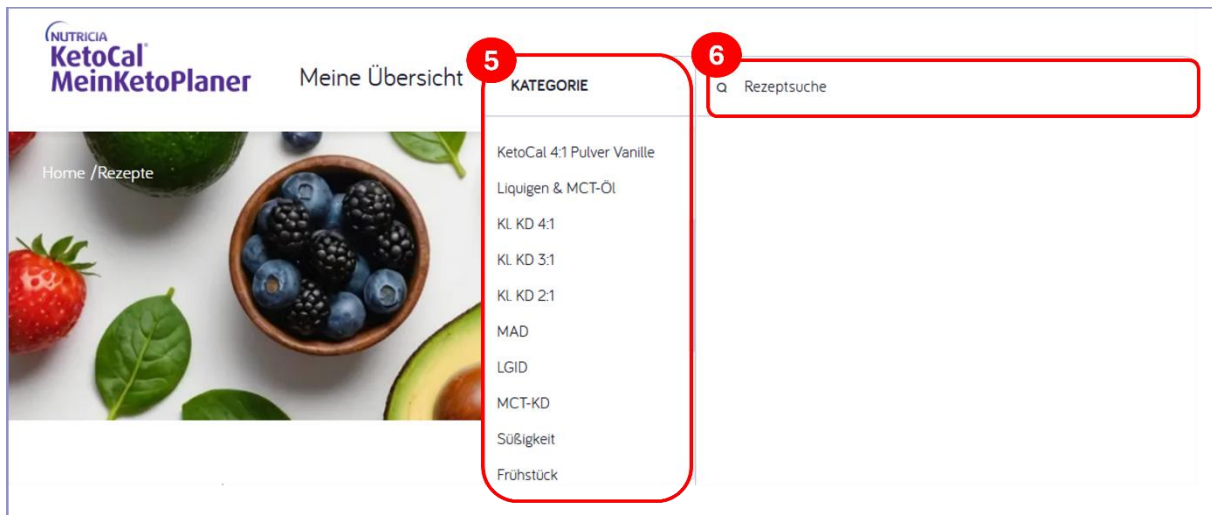 NUTRICIA
KetoCal
MeinKetoPlaner
Meine Übersicht
Home /Rezepte
5
KATEGORIE
KetoCal 4:1 Pulver Vanille
Liquigen & MCT-Öl
Kl. KD 4:1
Kl. KD 3:1
Kl. KD 2:1
MAD
LGID
MCT-KD
Süßigkeit
Frühstück
6
Rezeptsuche